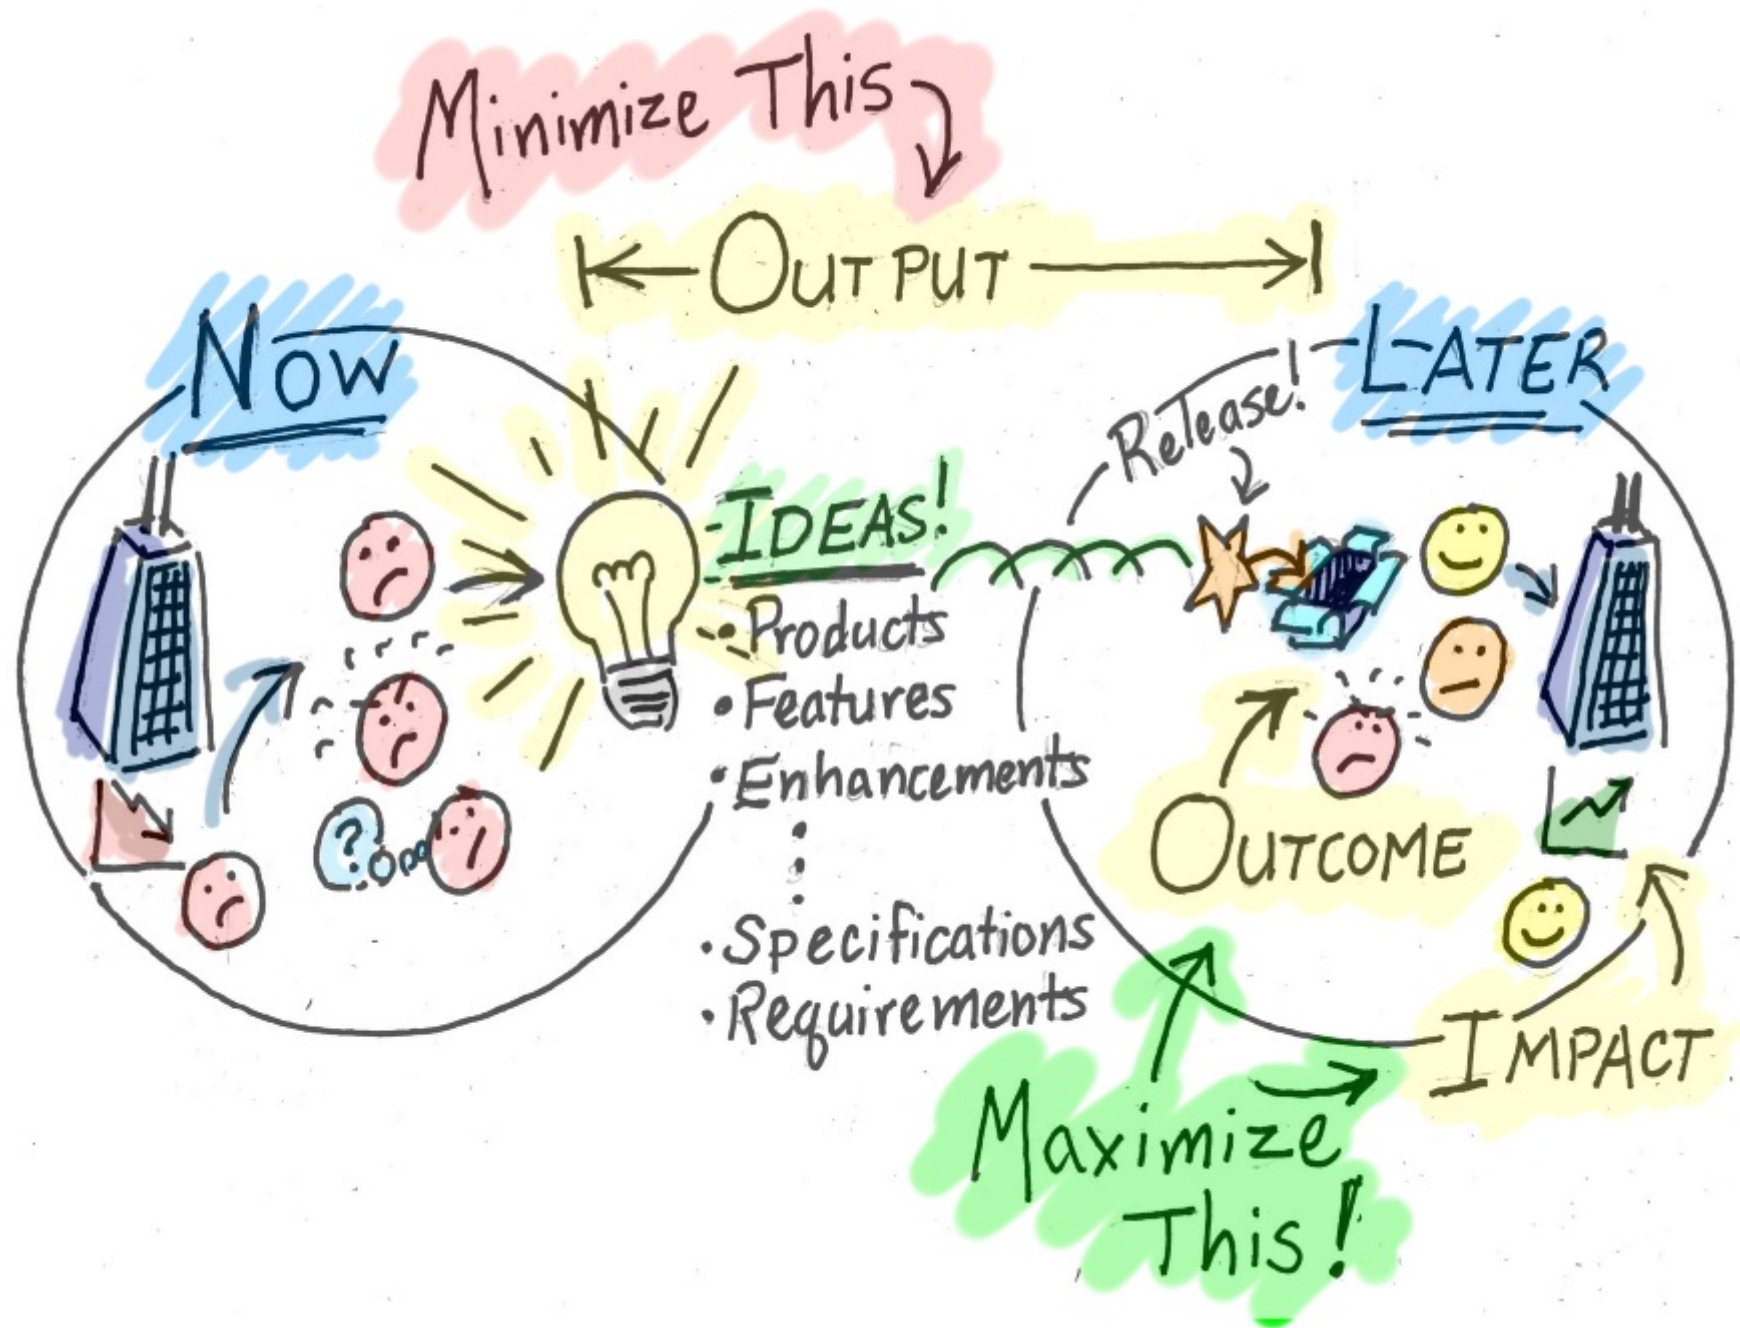 Minimize This
OUTPUT
NOW
LATER
Release!
IDEAS!
• Products
• Features
• Enhancements
• Specifications
• Requirements
?
OUTCOME
IMPACT
Maximize
This!